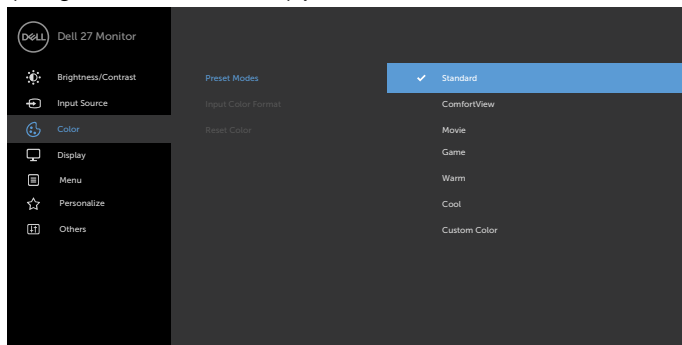 DELL Dell 27 Monitor
Brightness/Contrast Preset Modes Standard
Input Source Input Color Format ComfortView
Color Reset Color Movie
Display Game
Menu Warm
Personalize Cool
Others Custom Color